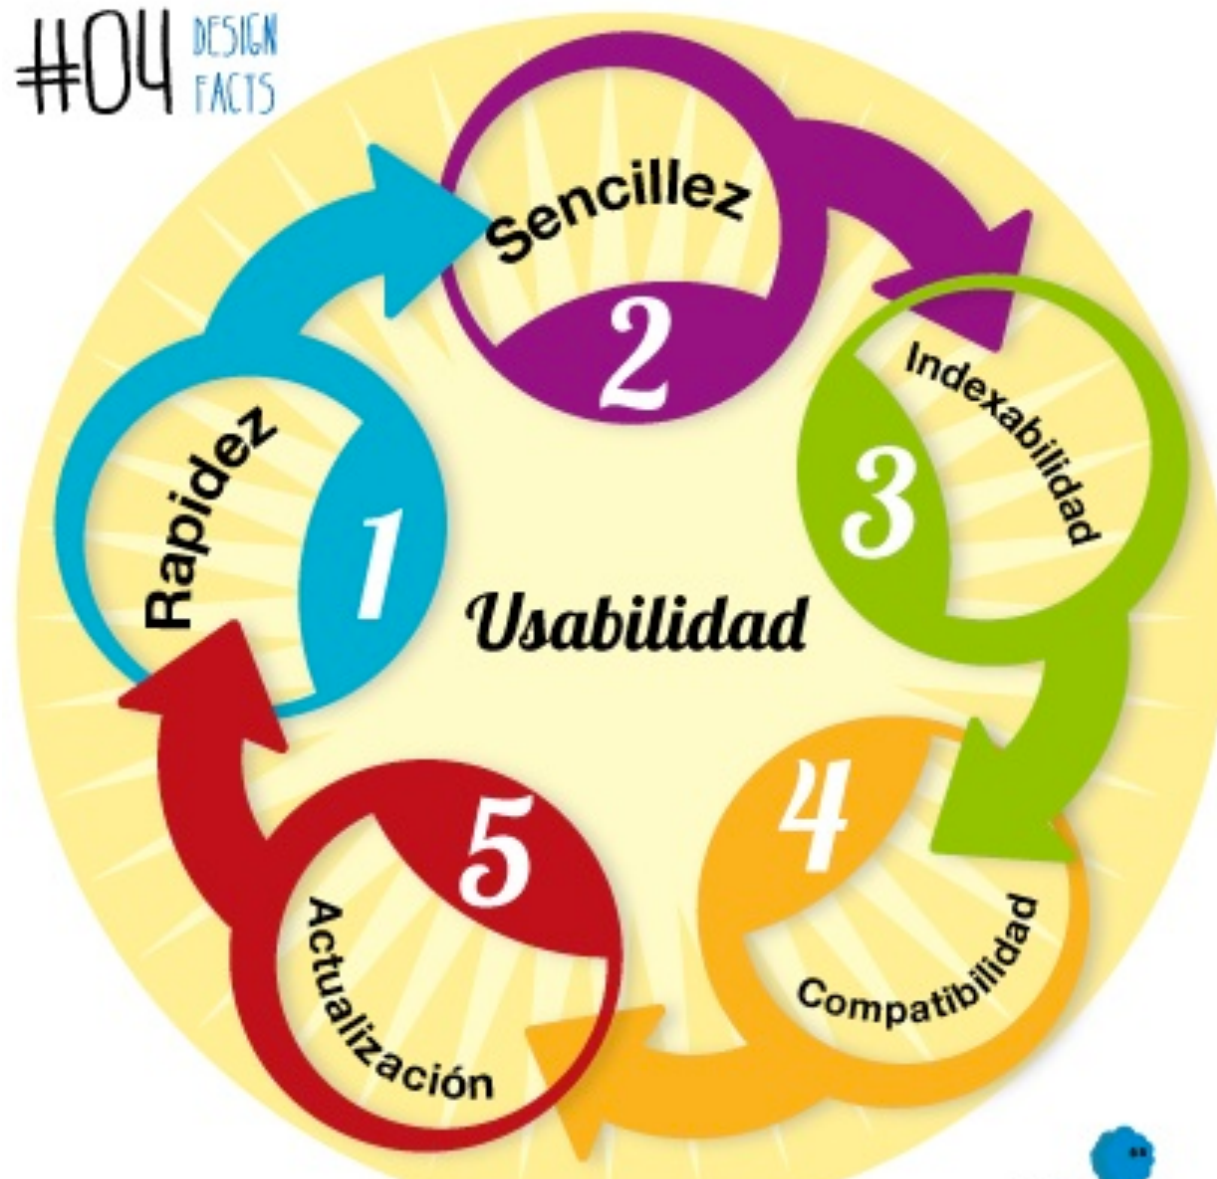 #04 DESIGN
FACTS
Rapidez
1
Sencillez
2
Indexabilidad
3
Usabilidad
4
Compatibilidad
5
Actualización